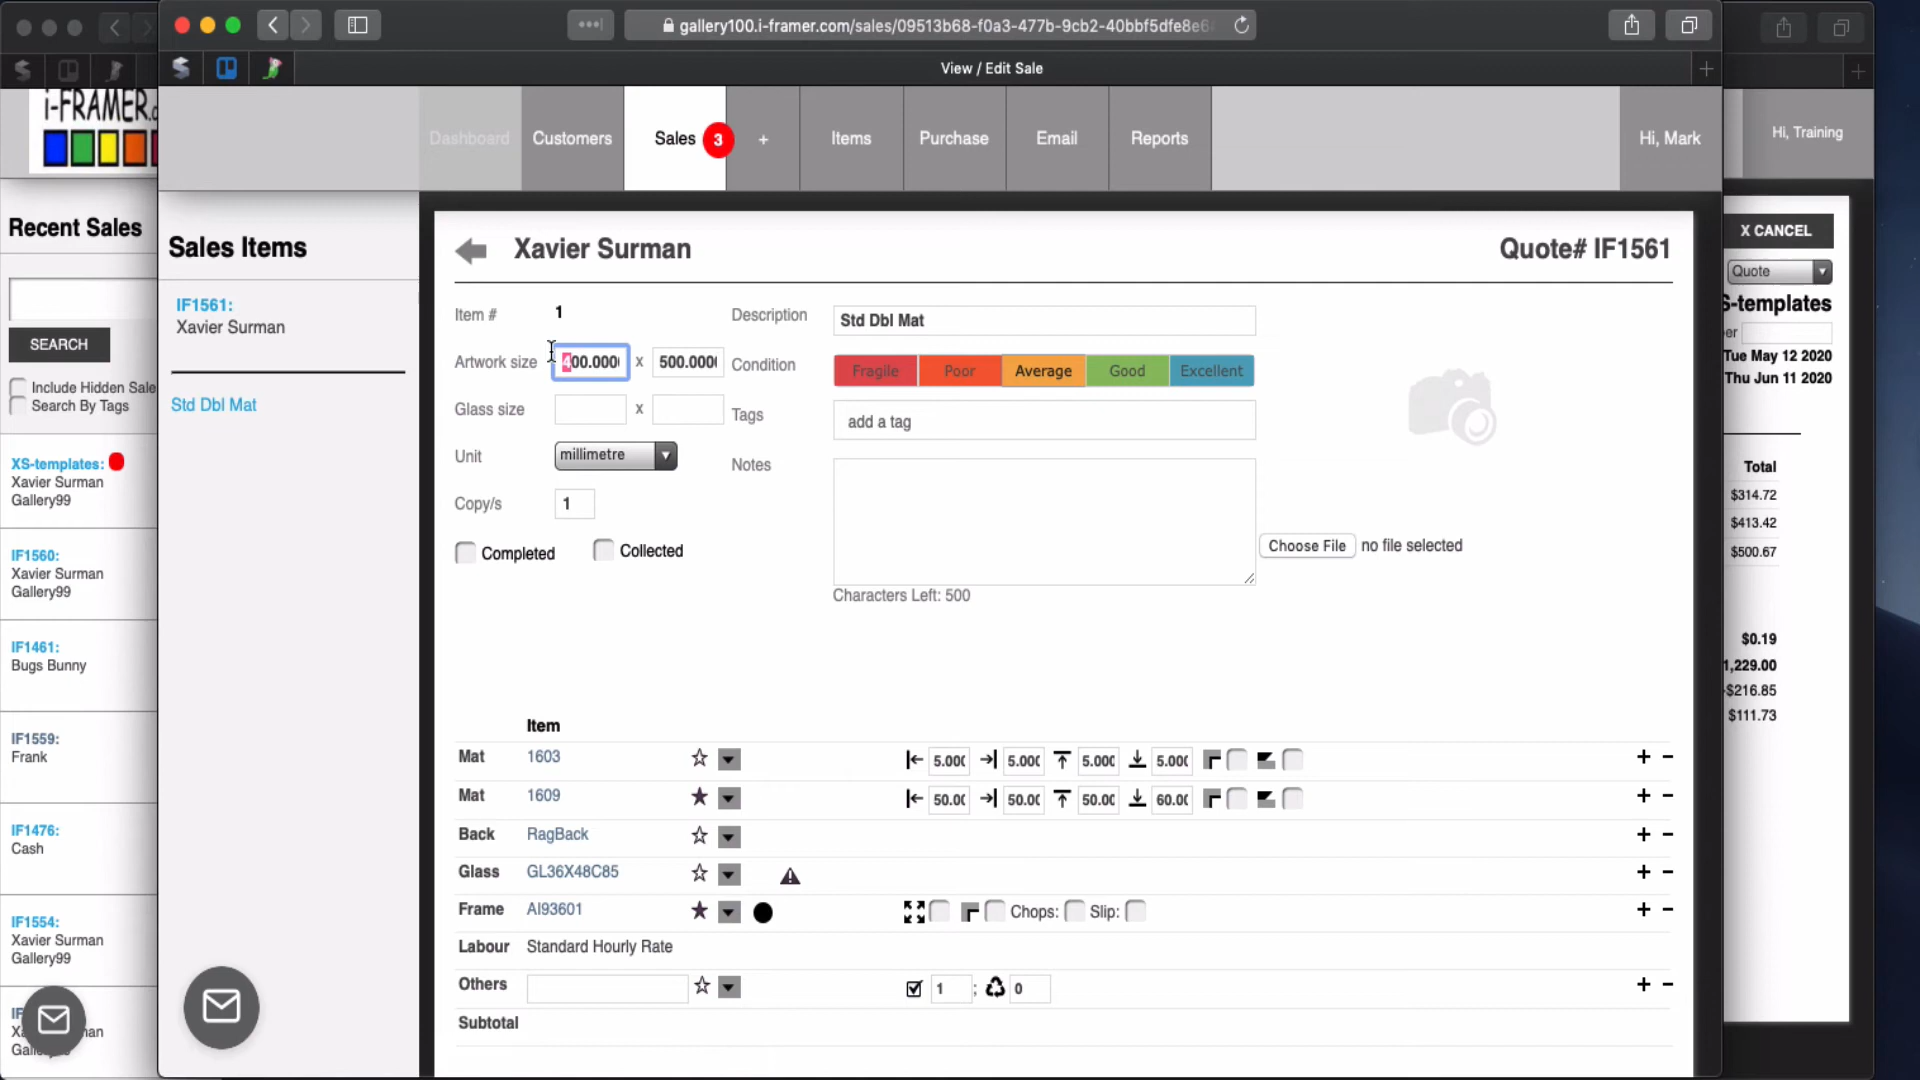 gallery100.i-framer.com/sales/09513b68-f0a3-477b-9cb2-40bbf5dfe8e6
View / Edit Sale
i-FRAMER.
Dashboard
Customers
Sales 3
+
Items
Purchase
Email
Reports
Hi, Mark
Hi, Training
Recent Sales
SEARCH
Include Hidden Sale
Search By Tags
XS-templates:
Xavier Surman
Gallery99
IF1560:
Xavier Surman
Gallery99
IF1461:
Bugs Bunny
IF1559:
Frank
IF1476:
Cash
IF1554:
Xavier Surman
Gallery99
Sales Items
IF1561:
Xavier Surman
Std Dbl Mat
Xavier Surman
Quote# IF1561
Item # 1
Description Std Dbl Mat
Artwork size 400.000 x 500.000
Condition Fragile Poor Average Good Excellent
Glass size x
Tags add a tag
Unit millimetre
Notes
Copy/s 1
Completed Collected
Choose File no file selected
Characters Left: 500
Item
Mat 1603 5.000 5.000 5.000 5.000 + -
Mat 1609 50.00 50.00 50.00 60.00 + -
Back RagBack + -
Glass GL36X48C85 + -
Frame AI93601 Chops: Slip: + -
Labour Standard Hourly Rate
Others 1 ; 0 + -
Subtotal
X CANCEL
Quote
S-templates
er
Tue May 12 2020
Thu Jun 11 2020
Total
$314.72
$413.42
$500.67
$0.19
1,229.00
-$216.85
$111.73